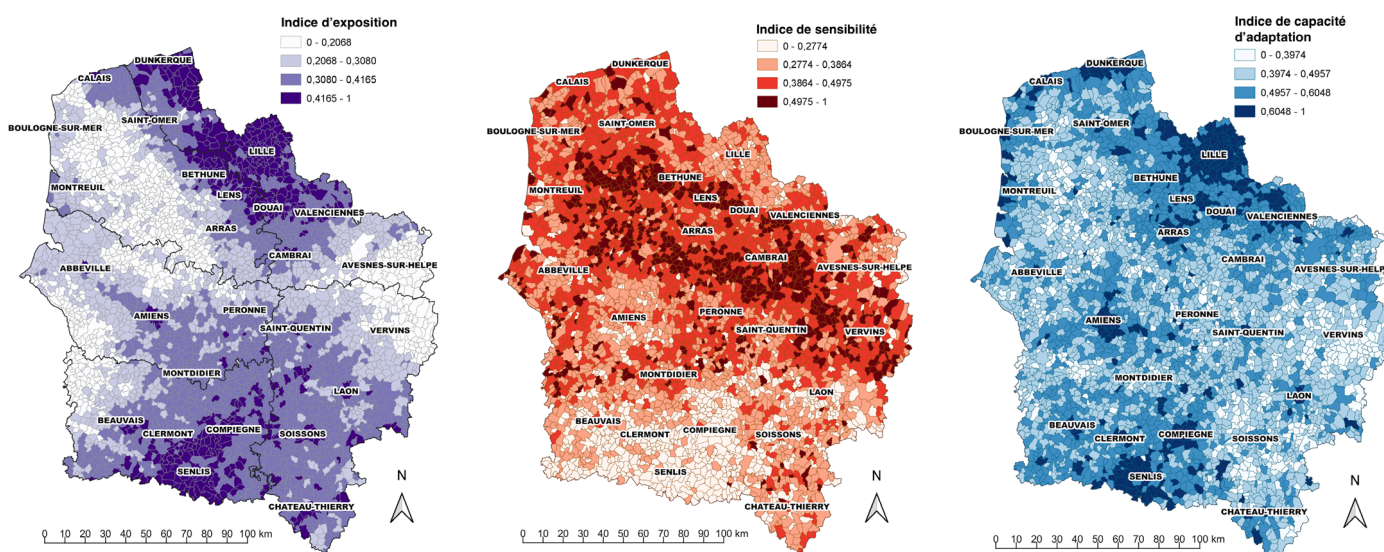 Indice d'exposition
0 - 0,2068
0,2068 - 0,3080
0,3080 - 0,4165
0,4165 - 1
DUNKERQUE
CALAIS
SAINT-OMER
BOULOGNE-SUR-MER
LILLE
BETHUNE
MONTREUIL
LENS
DOUAI
VALENCIENNES
ARRAS
CAMBRAI
AVESNES-SUR-HELPE
ABBEVILLE
AMIENS
PERONNE
SAINT-QUENTIN
VERVINS
MONTDIDIER
LAON
BEAUVAIS
CLERMONT
COMPIEGNE
SOISSONS
SENLIS
CHATEAU-THIERRY
N
0 10 20 30 40 50 60 70 80 90 100 km
Indice de sensibilité
0 - 0,2774
0,2774 - 0,3864
0,3864 - 0,4975
0,4975 - 1
DUNKERQUE
CALAIS
SAINT-OMER
BOULOGNE-SUR-MER
LILLE
BETHUNE
MONTREUIL
LENS
DOUAI
VALENCIENNES
ARRAS
CAMBRAI
AVESNES-SUR-HELPE
ABBEVILLE
AMIENS
PERONNE
SAINT-QUENTIN
VERVINS
MONTDIDIER
LAON
BEAUVAIS
CLERMONT
COMPIEGNE
SOISSONS
SENLIS
CHATEAU-THIERRY
N
0 10 20 30 40 50 60 70 80 90 100 km
Indice de capacité
d'adaptation
0 - 0,3974
0,3974 - 0,4957
0,4957 - 0,6048
0,6048 - 1
DUNKERQUE
CALAIS
SAINT-OMER
BOULOGNE-SUR-MER
LILLE
BETHUNE
MONTREUIL
LENS
DOUAI
VALENCIENNES
ARRAS
CAMBRAI
AVESNES-SUR-HELPE
ABBEVILLE
AMIENS
PERONNE
SAINT-QUENTIN
VERVINS
MONTDIDIER
LAON
BEAUVAIS
CLERMONT
COMPIEGNE
SOISSONS
SENLIS
CHATEAU-THIERRY
N
0 10 20 30 40 50 60 70 80 90 100 km